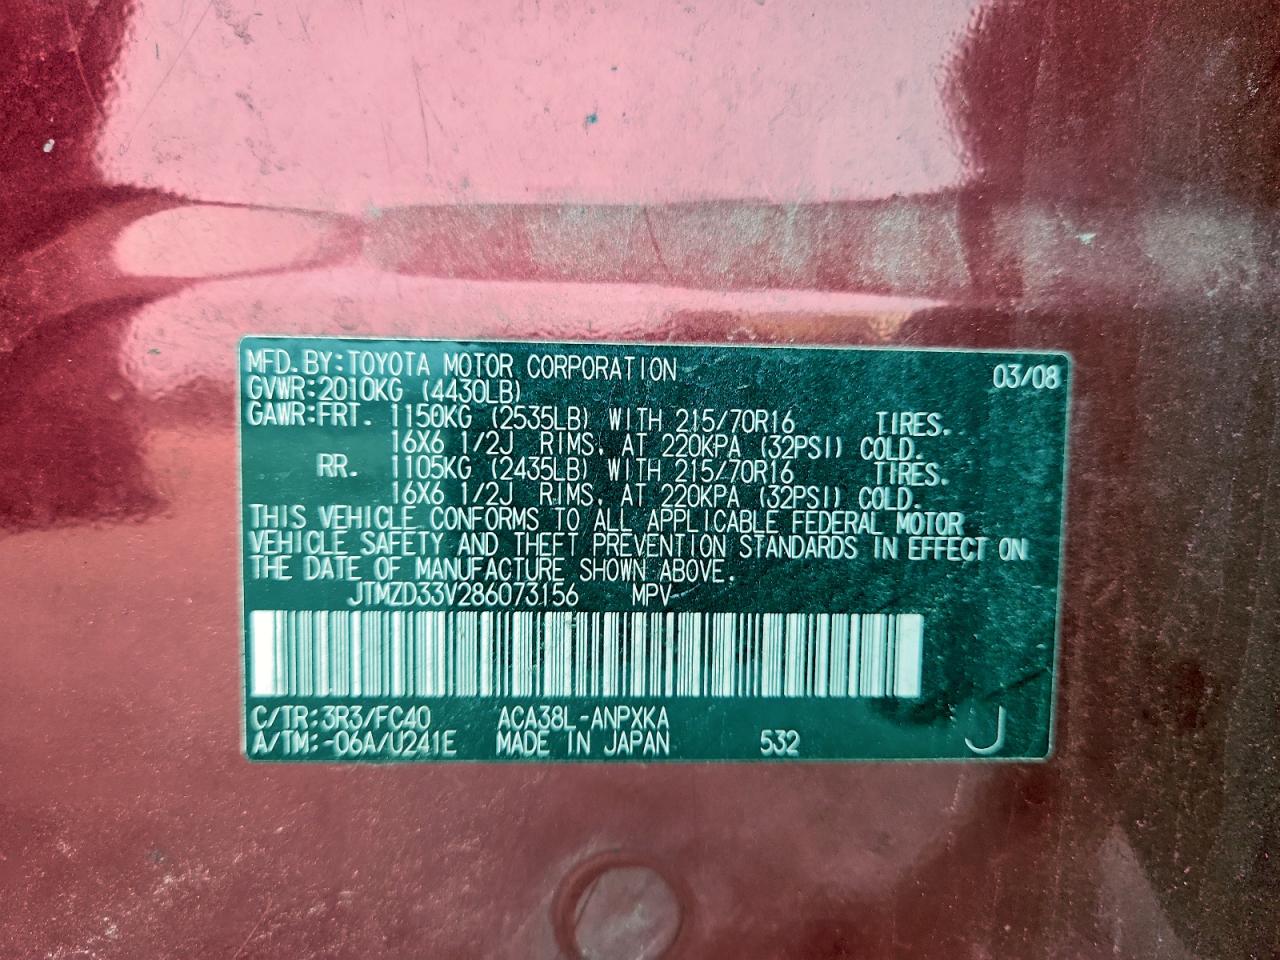 MFD.BY:TOYOTA MOTOR CORPORATION 03/08
GVWR:2010KG (4430LB)
GAWR:FRT. 1150KG (2535LB) WITH 215/70R16 TIRES.
16X6 1/2J RIMS, AT 220KPA (32PSI) COLD.
RR. 1105KG (2435LB) WITH 215/70R16 TIRES.
16X6 1/2J RIMS, AT 220KPA (32PSI) COLD.
THIS VEHICLE CONFORMS TO ALL APPLICABLE FEDERAL MOTOR
VEHICLE SAFETY AND THEFT PREVENTION STANDARDS IN EFFECT ON
THE DATE OF MANUFACTURE SHOWN ABOVE.
JTMZD33V286073156 MPV
C/TR:3R3/FC40 ACA38L-ANPXKA
A/TM:-06A/U241E MADE IN JAPAN 532 J